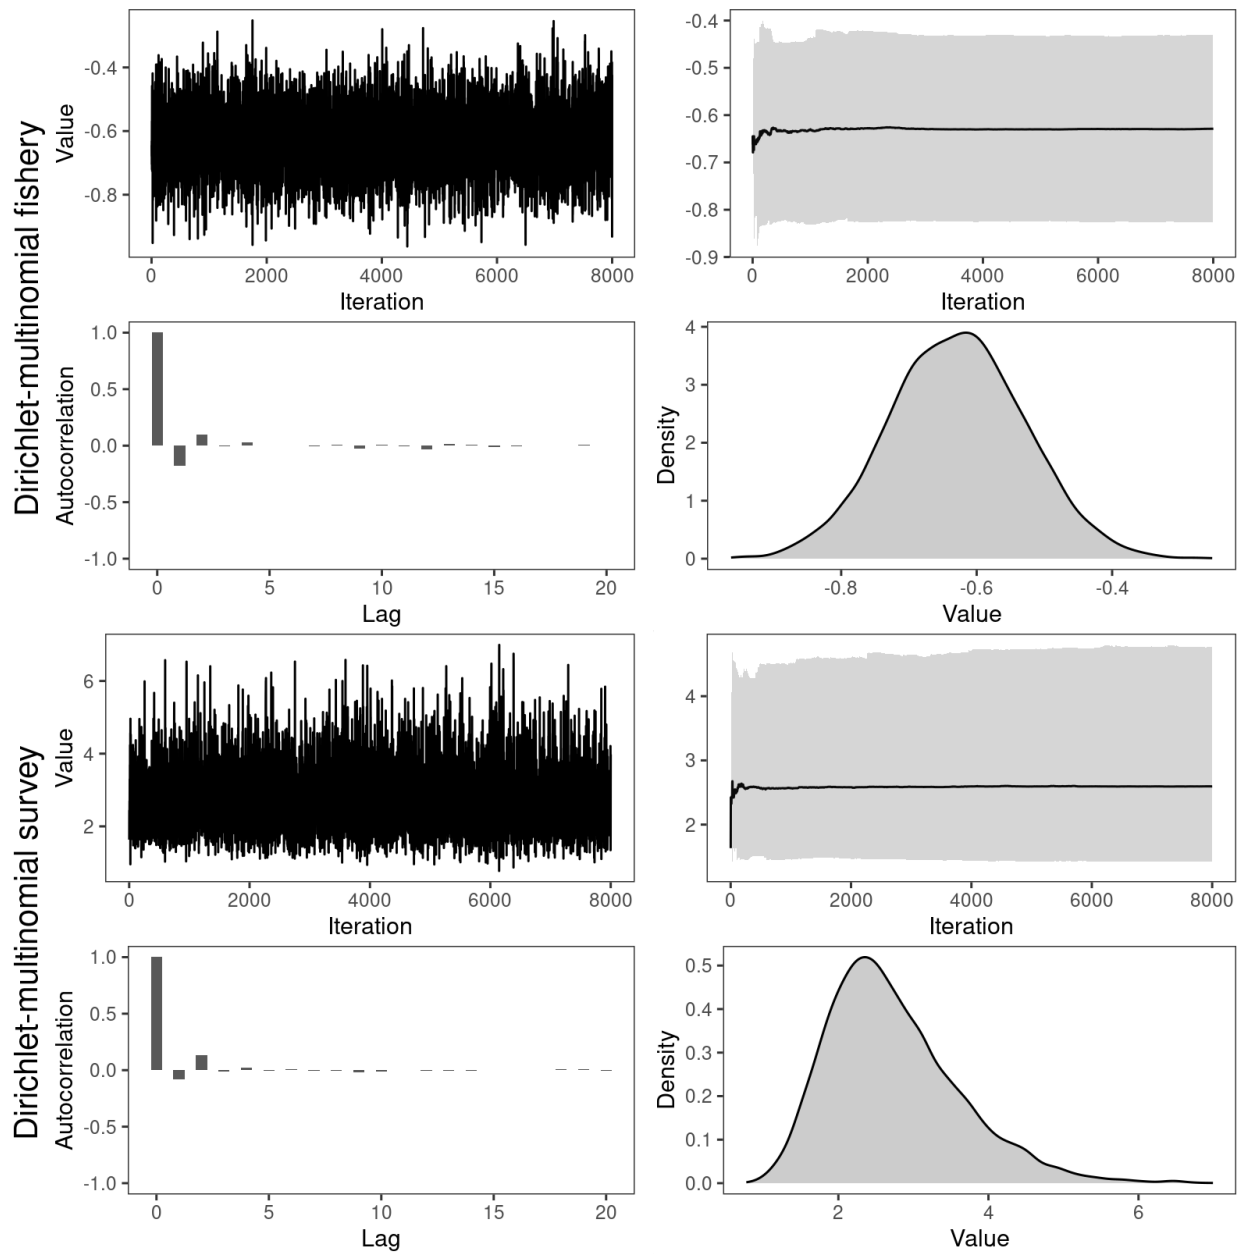 Dirichlet-multinomial fishery
Value
-0.4
-0.6
-0.8
0 2000 4000 6000 8000
Iteration
-0.4
-0.5
-0.6
-0.7
-0.8
-0.9
0 2000 4000 6000 8000
Iteration
Autocorrelation
1.0
0.5
0.0
-0.5
-1.0
0 5 10 15 20
Lag
Density
4
3
2
1
0
-0.8 -0.6 -0.4
Value
Dirichlet-multinomial survey
Value
6
4
2
0 2000 4000 6000 8000
Iteration
4
3
2
0 2000 4000 6000 8000
Iteration
Autocorrelation
1.0
0.5
0.0
-0.5
-1.0
0 5 10 15 20
Lag
Density
0.5
0.4
0.3
0.2
0.1
0.0
2 4 6
Value